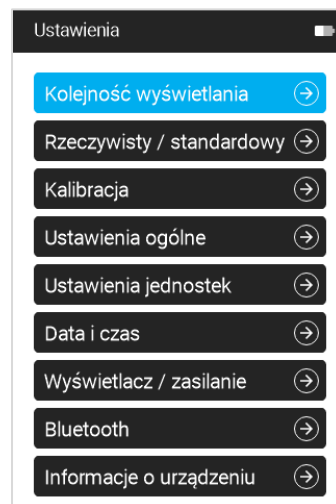 Ustawienia
Kolejność wyświetlania
Rzeczywisty / standardowy
Kalibracja
Ustawienia ogólne
Ustawienia jednostek
Data i czas
Wyświetlacz / zasilanie
Bluetooth
Informacje o urządzeniu